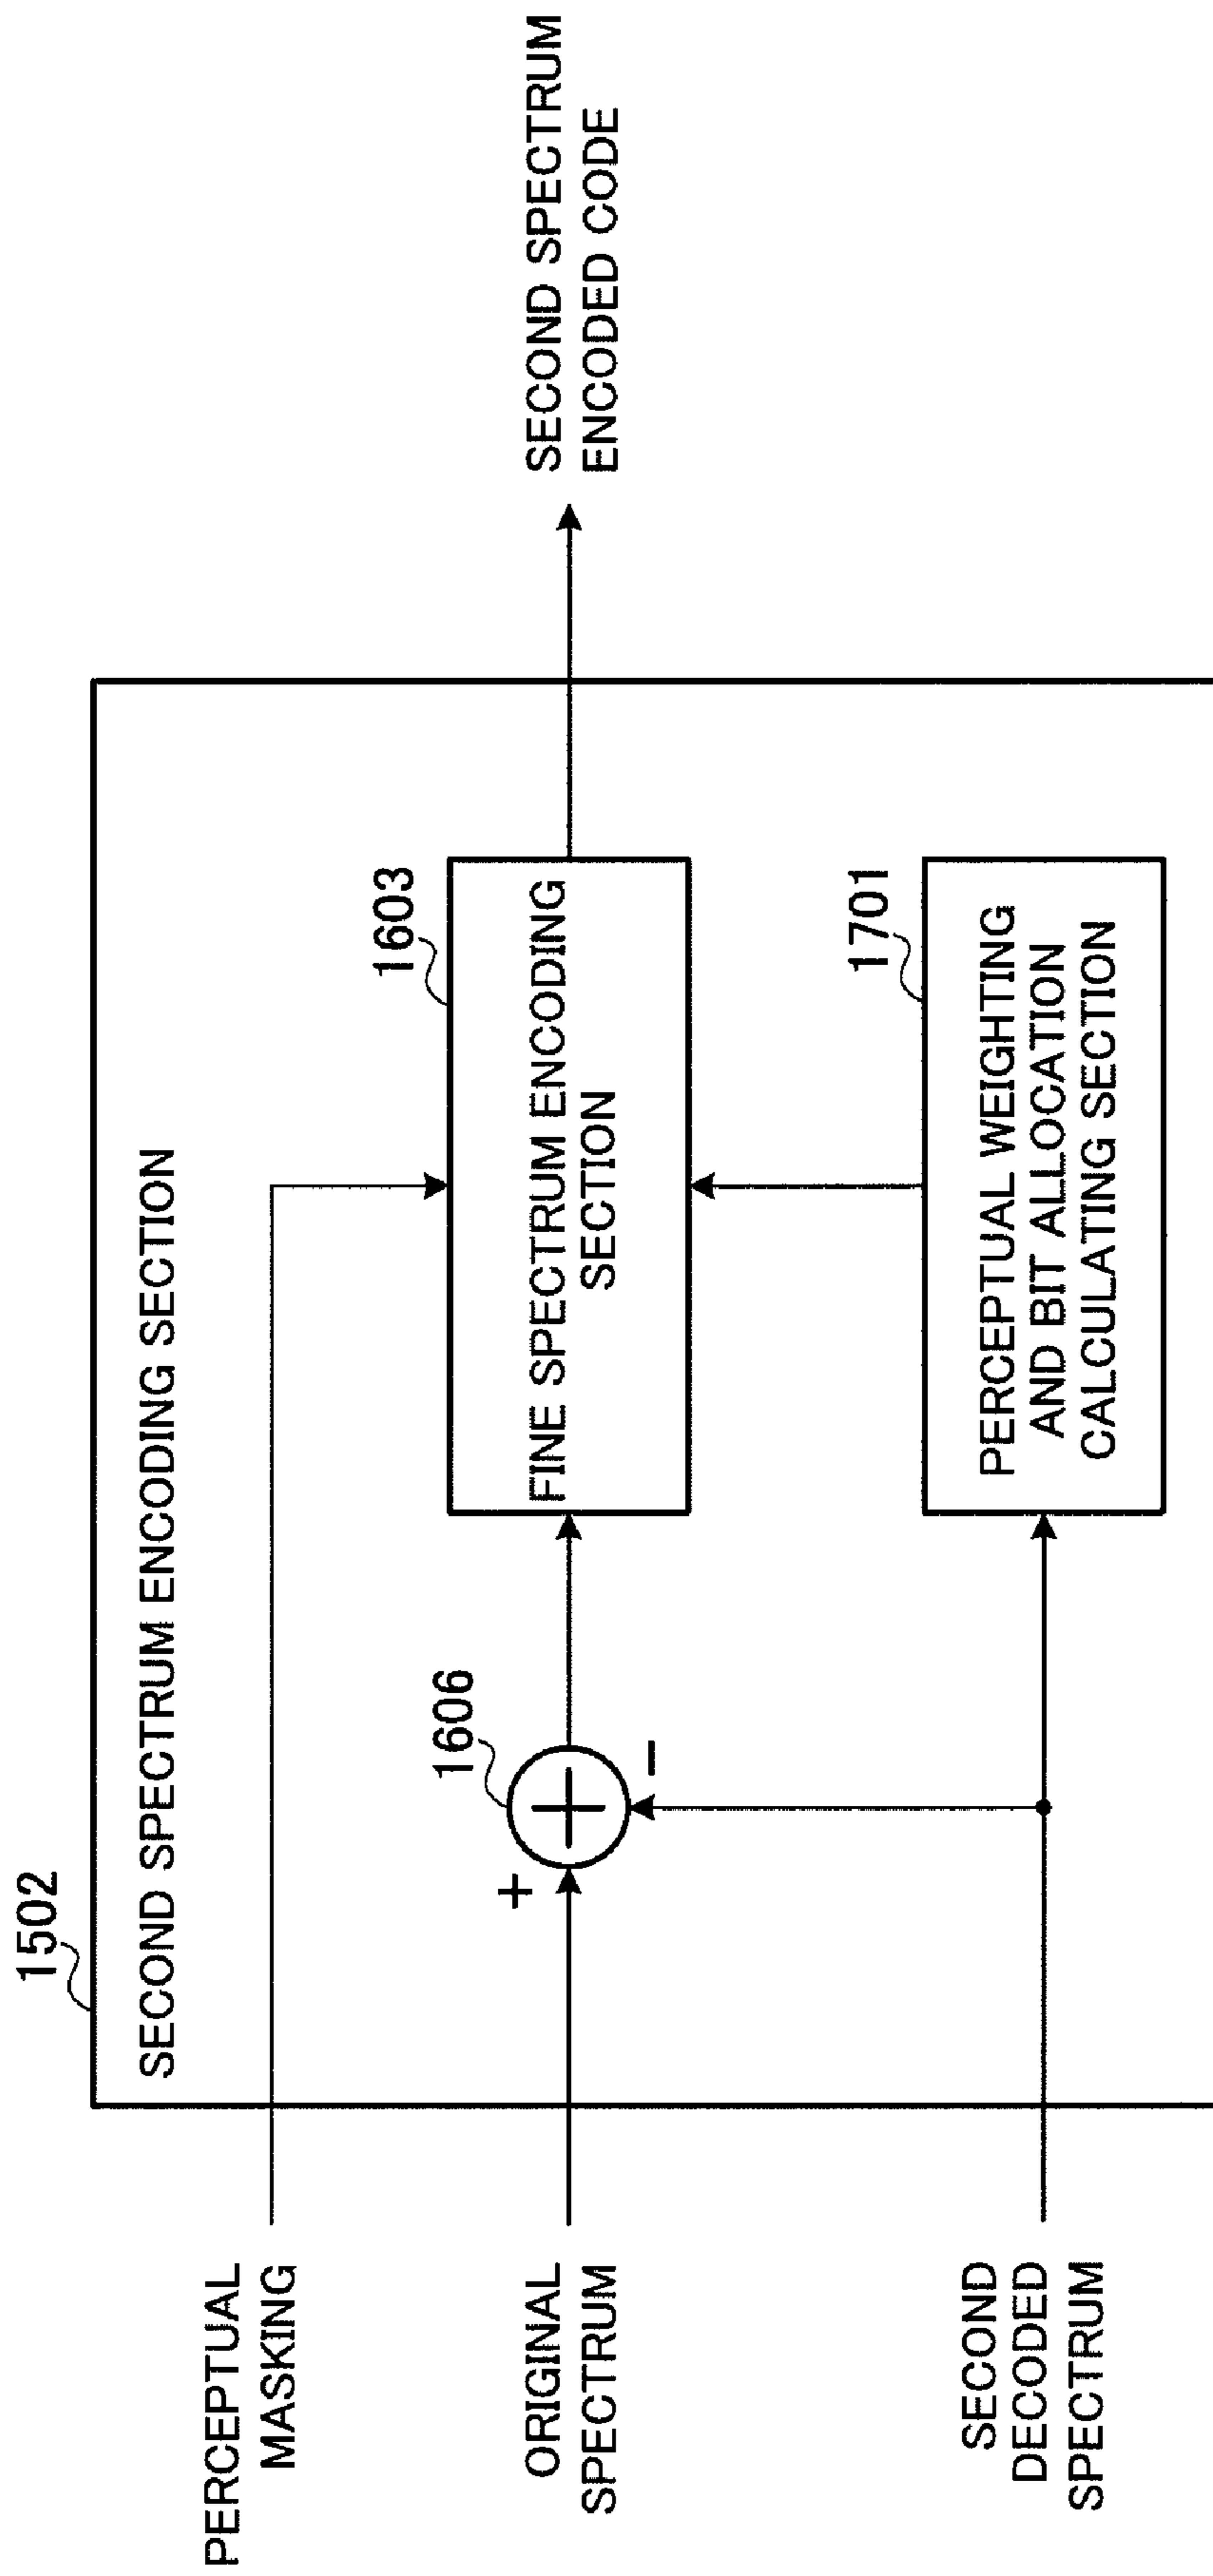 1502
SECOND SPECTRUM ENCODING SECTION
PERCEPTUAL
MASKING
ORIGINAL
SPECTRUM
SECOND
DECODED
SPECTRUM
+
1606
-
1603
FINE SPECTRUM ENCODING
SECTION
1701
PERCEPTUAL WEIGHTING
AND BIT ALLOCATION
CALCULATING SECTION
SECOND SPECTRUM
ENCODED CODE